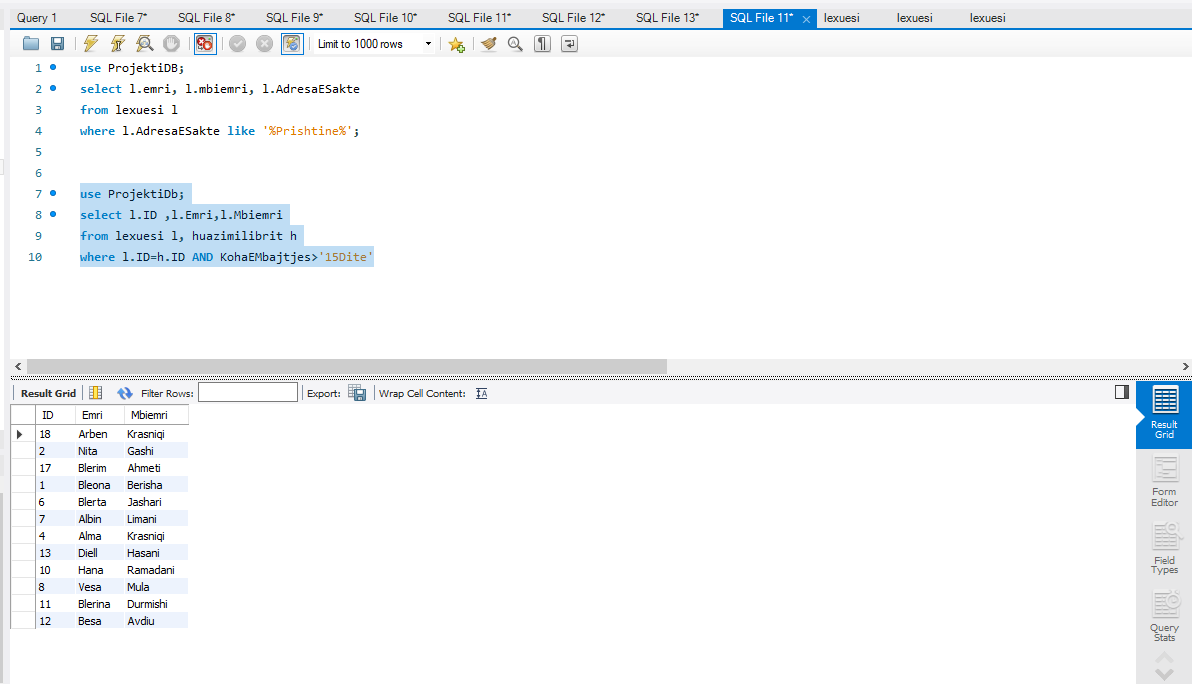 Query 1 SQL File 7* SQL File 8* SQL File 9* SQL File 10* SQL File 11* SQL File 12* SQL File 13* SQL File 11* lexuesi lexuesi lexuesi
Limit to 1000 rows
1 use ProjektiDB;
2 select l.emri, l.mbiemri, l.AdresaESakte
3 from lexuesi l
4 where l.AdresaESakte like '%Prishtine%';
5
6
7 use ProjektiDb;
8 select l.ID ,l.Emri,l.Mbiemri
9 from lexuesi l, huazimilibrit h
10 where l.ID=h.ID AND KohaEMbajtjes>'15Dite'
Result Grid Filter Rows: Export: Wrap Cell Content:
ID Emri Mbiemri
18 Arben Krasniqi
2 Nita Gashi
17 Blerim Ahmeti
1 Bleona Berisha
6 Blerta Jashari
7 Albin Limani
4 Alma Krasniqi
13 Diell Hasani
10 Hana Ramadani
8 Vesa Mula
11 Blerina Durmishi
12 Besa Avdiu
Result
Grid
Form
Editor
Field
Types
Query
Stats